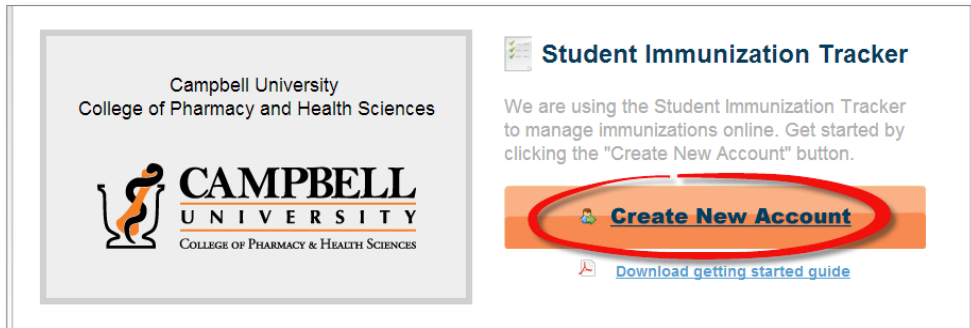 Campbell University
College of Pharmacy and Health Sciences
CAMPBELL
UNIVERSITY
COLLEGE OF PHARMACY & HEALTH SCIENCES
Student Immunization Tracker
We are using the Student Immunization Tracker
to manage immunizations online. Get started by
clicking the "Create New Account" button.
Create New Account
Download getting started guide